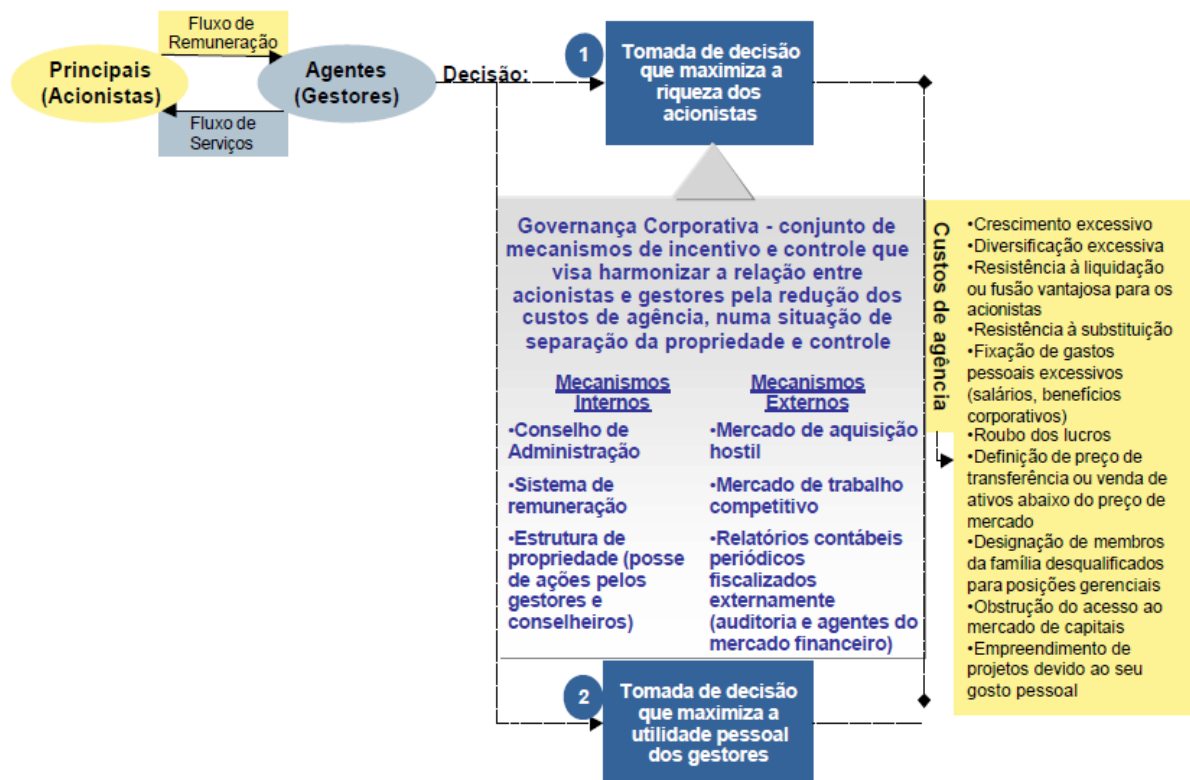 Fluxo de
Remuneração
Principais
(Acionistas)
Agentes
(Gestores)
Fluxo de
Serviços
Decisão:
1
Tomada de decisão
que maximiza a
riqueza dos
acionistas
Governança Corporativa - conjunto de
mecanismos de incentivo e controle que
visa harmonizar a relação entre
acionistas e gestores pela redução dos
custos de agência, numa situação de
separação da propriedade e controle
Mecanismos
Internos
•Conselho de
Administração
•Sistema de
remuneração
•Estrutura de
propriedade (posse
de ações pelos
gestores e
conselheiros)
Mecanismos
Externos
•Mercado de aquisição
hostil
•Mercado de trabalho
competitivo
•Relatórios contábeis
periódicos
fiscalizados
externamente
(auditoria e agentes do
mercado financeiro)
2
Tomada de decisão
que maximiza a
utilidade pessoal
dos gestores
Custos de agência
•Crescimento excessivo
•Diversificação excessiva
•Resistência à liquidação
ou fusão vantajosa para os
acionistas
•Resistência à substituição
•Fixação de gastos
pessoais excessivos
(salários, benefícios
corporativos)
•Roubo dos lucros
•Definição de preço de
transferência ou venda de
ativos abaixo do preço de
mercado
•Designação de membros
da família desqualificados
para posições gerenciais
•Obstrução do acesso ao
mercado de capitais
•Empreendimento de
projetos devido ao seu
gosto pessoal